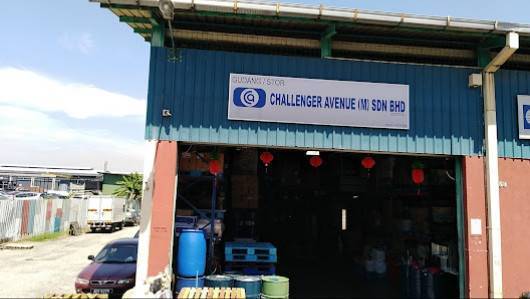 GUDANG / STOR
CHALLENGER AVENUE (M) SDN BHD